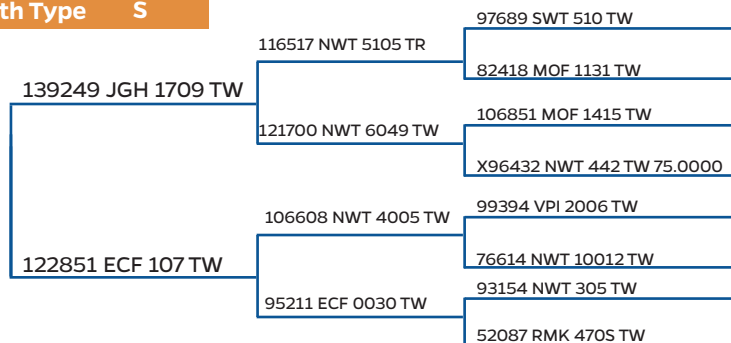 th Type S
97689 SWT 510 TW
116517 NWT 5105 TR
82418 MOF 1131 TW
139249 JGH 1709 TW
106851 MOF 1415 TW
121700 NWT 6049 TW
X96432 NWT 442 TW 75.0000
99394 VPI 2006 TW
106608 NWT 4005 TW
76614 NWT 10012 TW
122851 ECF 107 TW
93154 NWT 305 TW
95211 ECF 0030 TW
52087 RMK 470S TW